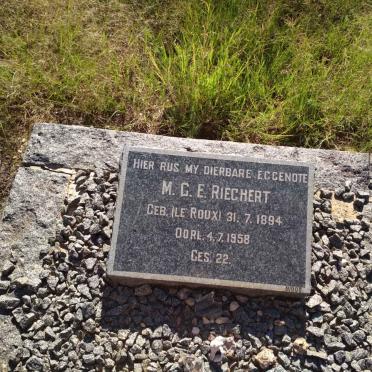 HIER RUS MY DIERBARE EGGENOTE
M. G. E. RIECHERT
GEB. (LE ROUX) 31. 7. 1894
OORL. 4. 7. 1958
GES. 22.